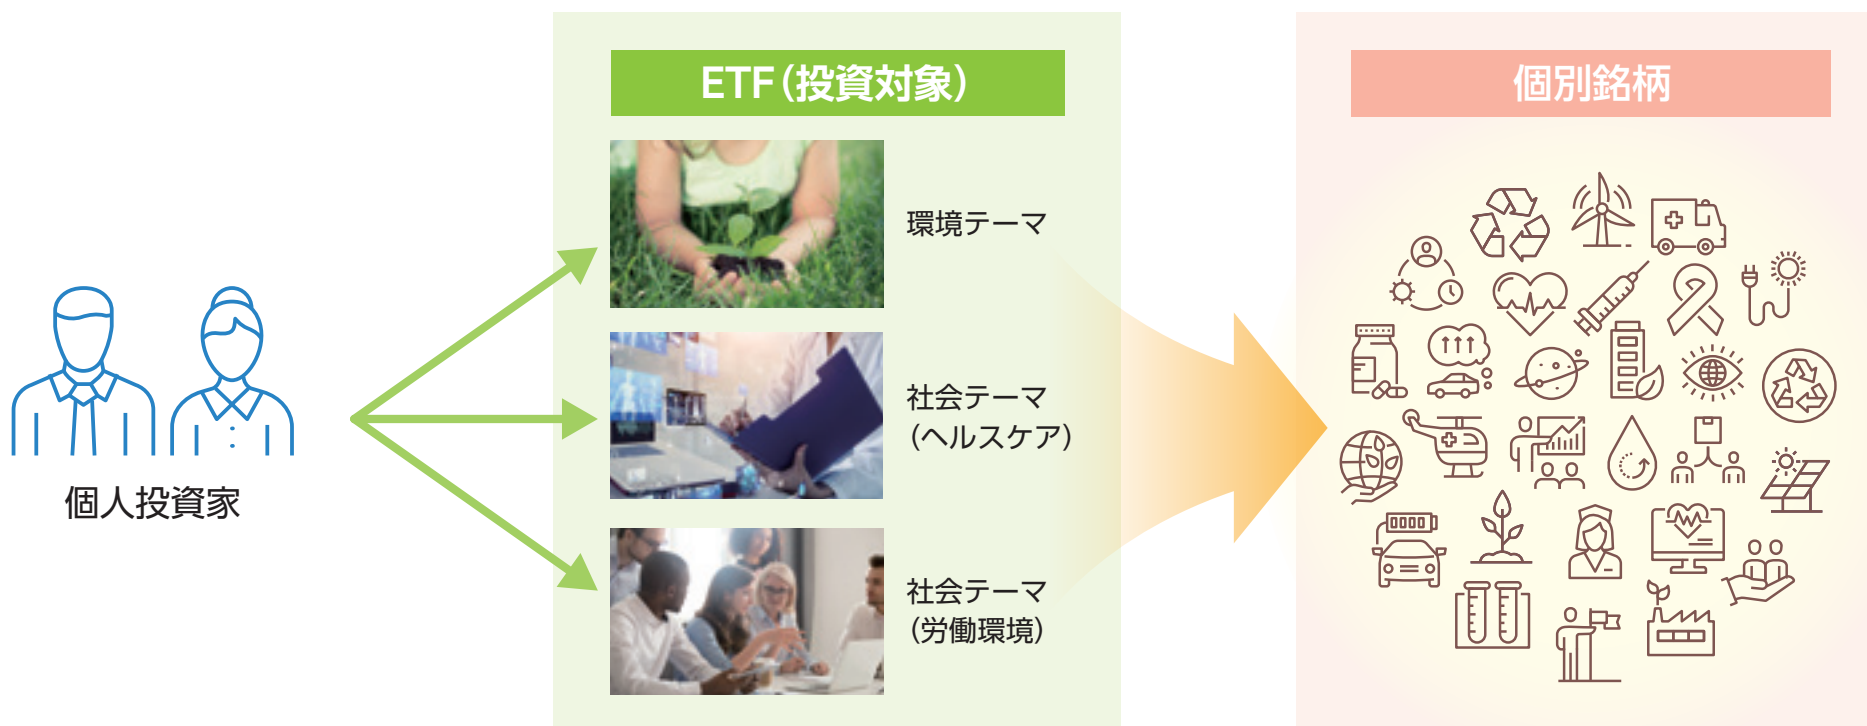 ETF（投資対象）
個別銘柄
環境テーマ
社会テーマ
（ヘルスケア）
社会テーマ
（労働環境）
個人投資家